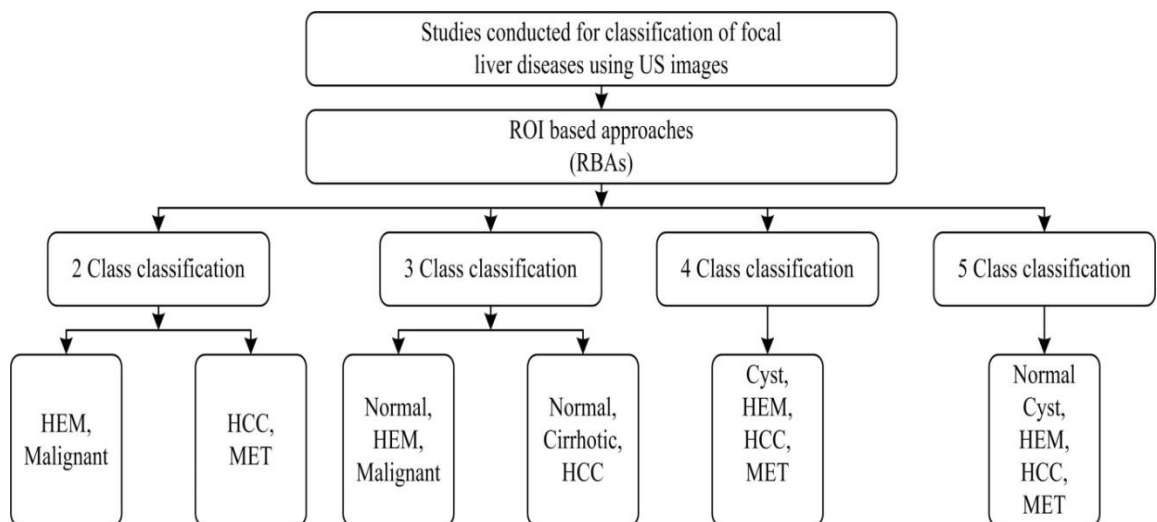 Studies conducted for classification of focal
liver diseases using US images
ROI based approaches
(RBAs)
2 Class classification
3 Class classification
4 Class classification
5 Class classification
HEM,
Malignant
HCC,
MET
Normal,
HEM,
Malignant
Normal,
Cirrhotic,
HCC
Cyst,
HEM,
HCC,
MET
Normal
Cyst,
HEM,
HCC,
MET